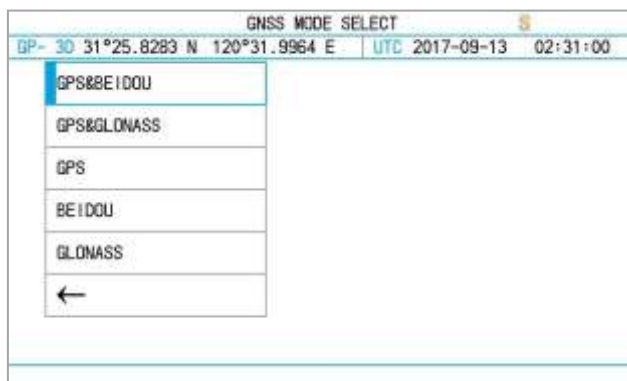 GNSS MODE SELECT S
GP- 3D 31°25.8283 N 120°31.9964 E UTC 2017-09-13 02:31:00
GPS&BEIDOU
GPS&GLONASS
GPS
BEIDOU
GLONASS
←